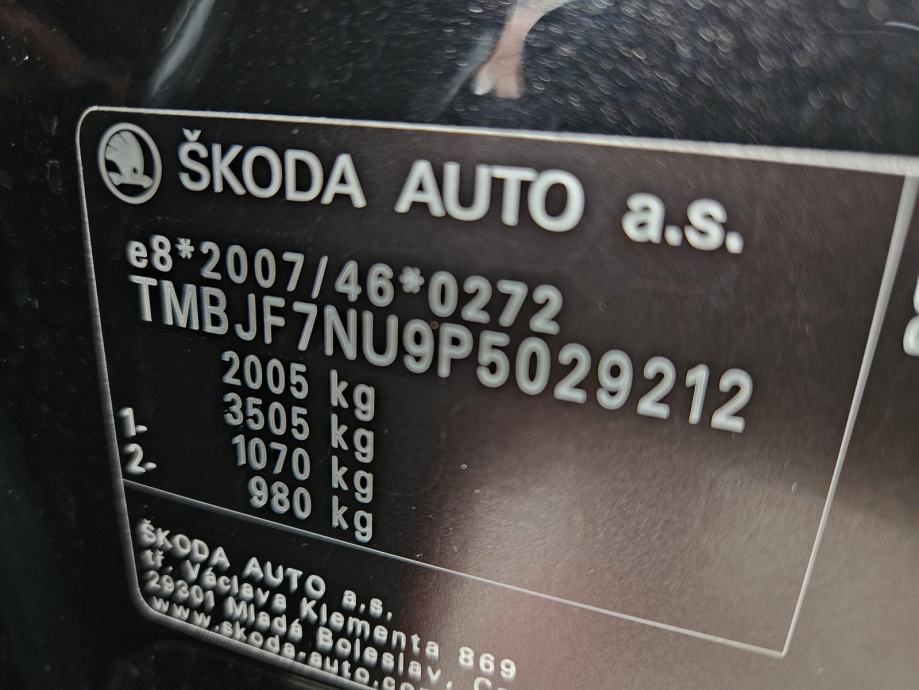 ŠKODA AUTO a.s.
e8*2007/46*0272
TMBJF7NU9P5029212
2005 kg
3505 kg
1. 1070 kg
2. 980 kg
ŠKODA AUTO a.s.
tř. Václava Klementa 869
29301 Mladá Boleslav,
www.skoda-auto.com